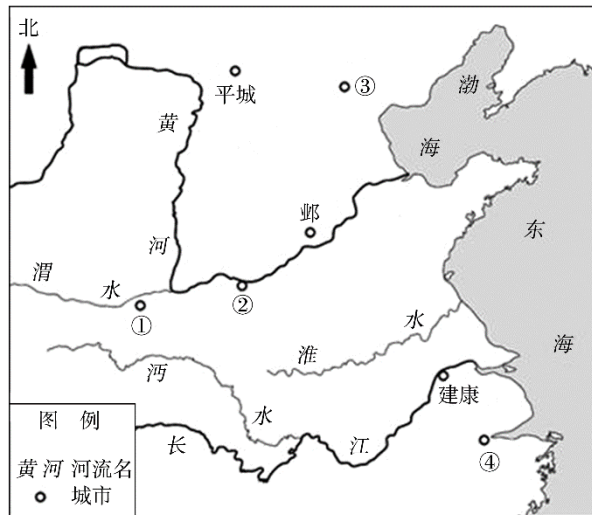 北
平城
③
渤
海
黄
河
邺
东
海
渭
水
①
②
淮
水
沔
水
建康
长
江
④
图 例
黄河 河流名
城市